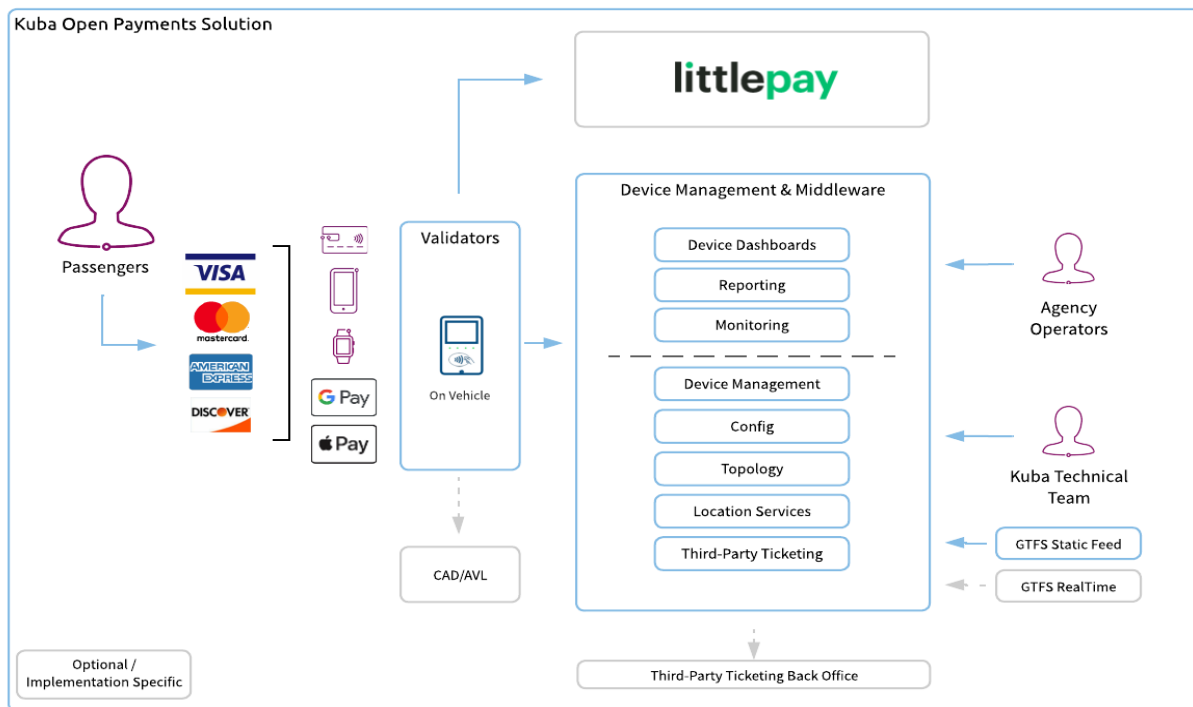 Kuba Open Payments Solution
littlepay
Passengers
VISA
mastercard.
AMERICAN
EXPRESS
DISCOVER
G Pay
Pay
Validators
On Vehicle
CAD/AVL
Device Management & Middleware
Device Dashboards
Reporting
Monitoring
Device Management
Config
Topology
Location Services
Third-Party Ticketing
Agency
Operators
Kuba Technical
Team
GTFS Static Feed
GTFS RealTime
Third-Party Ticketing Back Office
Optional /
Implementation Specific